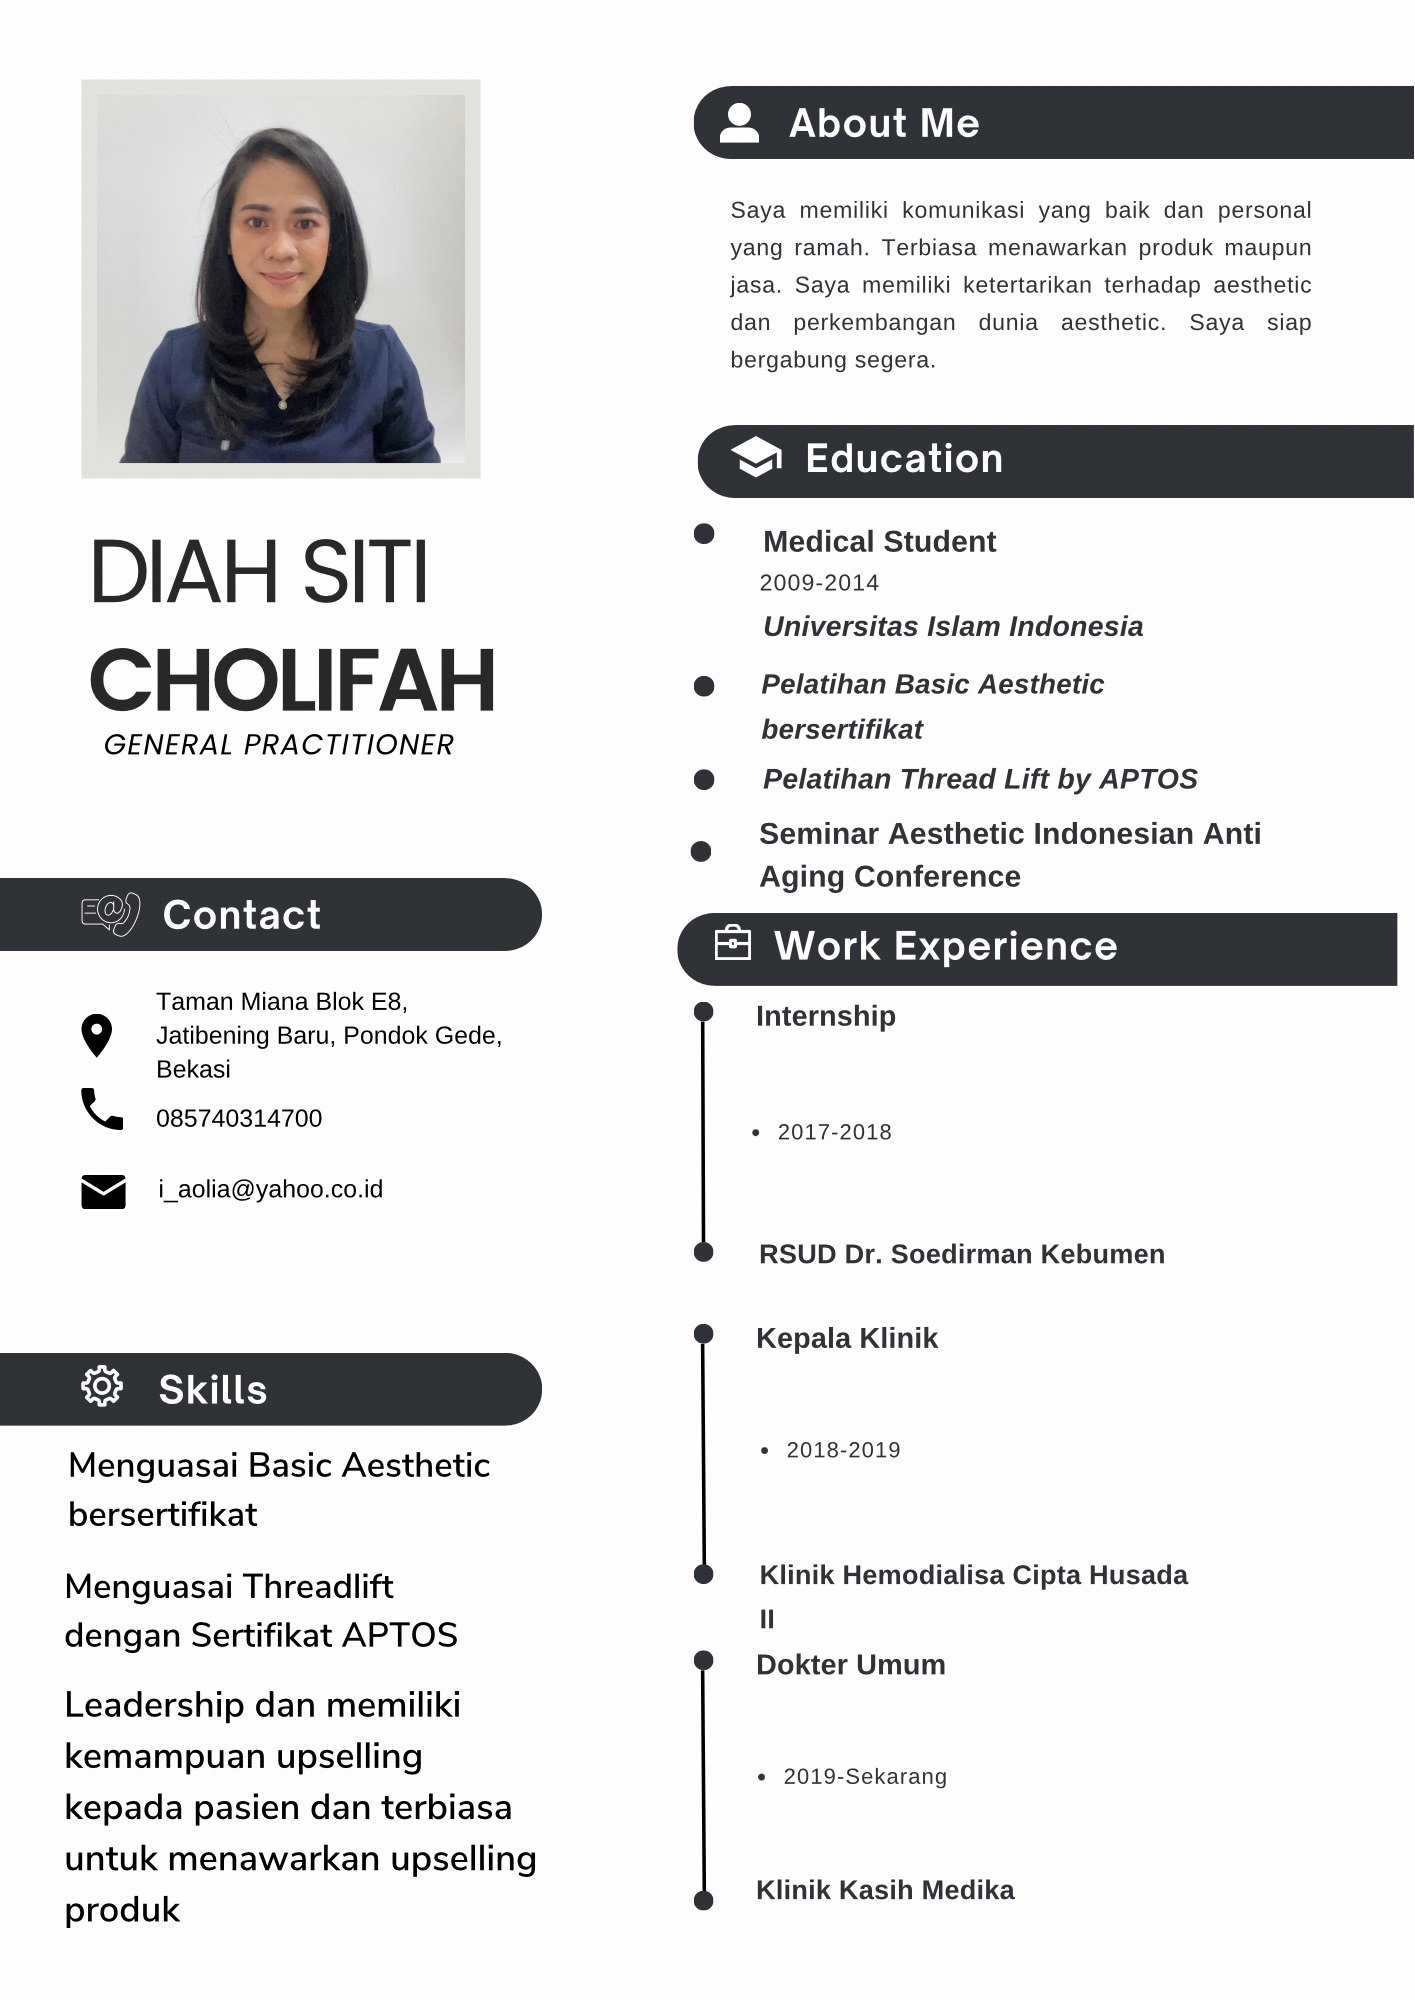 DIAH SITI
CHOLIFAH
GENERAL PRACTITIONER
Contact
Taman Miana Blok E8,
Jatibening Baru, Pondok Gede,
Bekasi
085740314700
i_aolia@yahoo.co.id
Skills
Menguasai Basic Aesthetic
bersertifikat
Menguasai Threadlift
dengan Sertifikat APTOS
Leadership dan memiliki
kemampuan upselling
kepada pasien dan terbiasa
untuk menawarkan upselling
produk
About Me
Saya memiliki komunikasi yang baik dan personal
yang ramah. Terbiasa menawarkan produk maupun
jasa. Saya memiliki ketertarikan terhadap aesthetic
dan perkembangan dunia aesthetic. Saya siap
bergabung segera.
Education
Medical Student
2009-2014
Universitas Islam Indonesia
Pelatihan Basic Aesthetic
bersertifikat
Pelatihan Thread Lift by APTOS
Seminar Aesthetic Indonesian Anti
Aging Conference
Work Experience
Internship
• 2017-2018
RSUD Dr. Soedirman Kebumen
Kepala Klinik
• 2018-2019
Klinik Hemodialisa Cipta Husada
II
Dokter Umum
• 2019-Sekarang
Klinik Kasih Medika